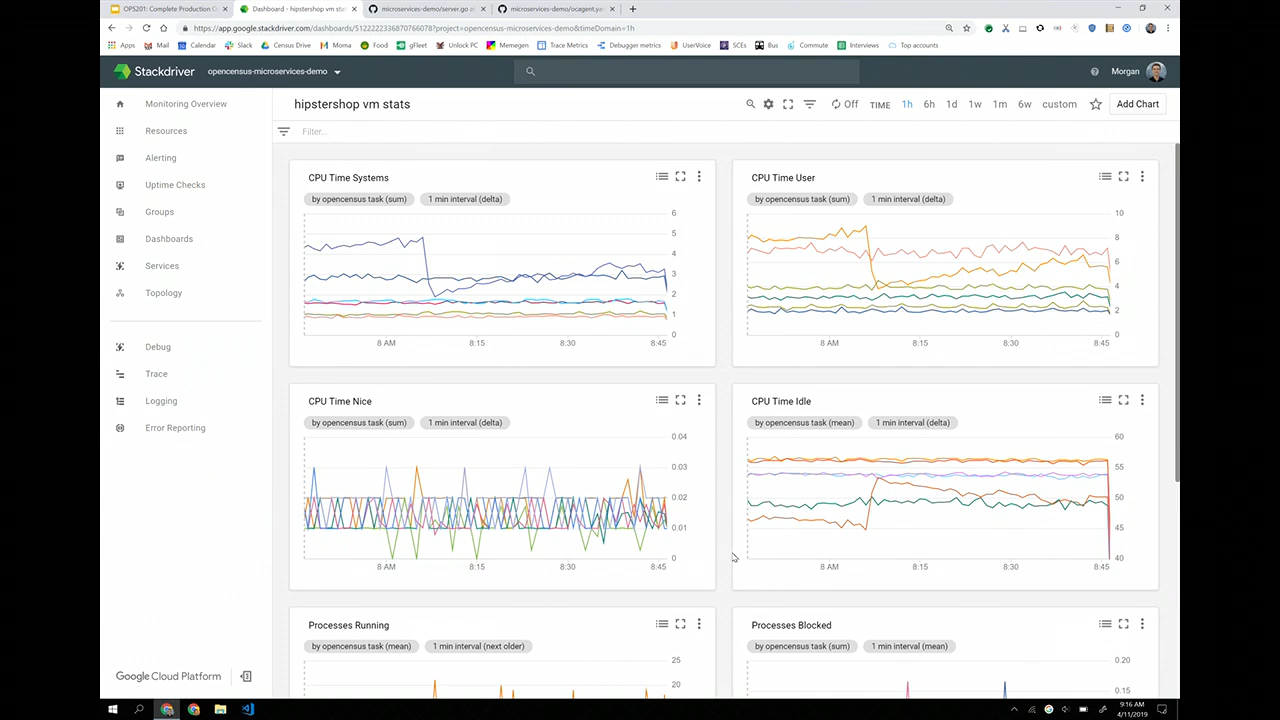 OPS201: Complete Production C
Dashboard - hipstershop vm stat
microservices-demo/server.go a
microservices-demo/ocagent.ya
https://app.google.stackdriver.com/dashboards/5122222336870766078?project=opencensus-microservices-demo&timeDomain=1h
Apps Mail Calendar Slack Census Drive Moma Food gFleet Unlock PC Memegen Trace Metrics Debugger metrics UserVoice SCEs Bus Commute Interviews Top accounts
Stackdriver opencensus-microservices-demo Morgan
Monitoring Overview
Resources
Alerting
Uptime Checks
Groups
Dashboards
Services
Topology
Debug
Trace
Logging
Error Reporting
Google Cloud Platform
hipstershop vm stats
Off TIME 1h 6h 1d 1w 1m 6w custom Add Chart
Filter...
CPU Time Systems
by opencensus task (sum) 1 min interval (delta)
6
5
4
3
2
1
0
8 AM 8:15 8:30 8:45
CPU Time User
by opencensus task (sum) 1 min interval (delta)
10
8
6
4
2
0
8 AM 8:15 8:30 8:45
CPU Time Nice
by opencensus task (sum) 1 min interval (delta)
0.04
0.03
0.02
0.01
0
8 AM 8:15 8:30 8:45
CPU Time Idle
by opencensus task (mean) 1 min interval (delta)
60
55
50
45
40
8 AM 8:15 8:30 8:45
Processes Running
by opencensus task (mean) 1 min interval (next older)
25
20
Processes Blocked
by opencensus task (sum) 1 min interval (mean)
0.20
0.15
9:16 AM
4/11/2019